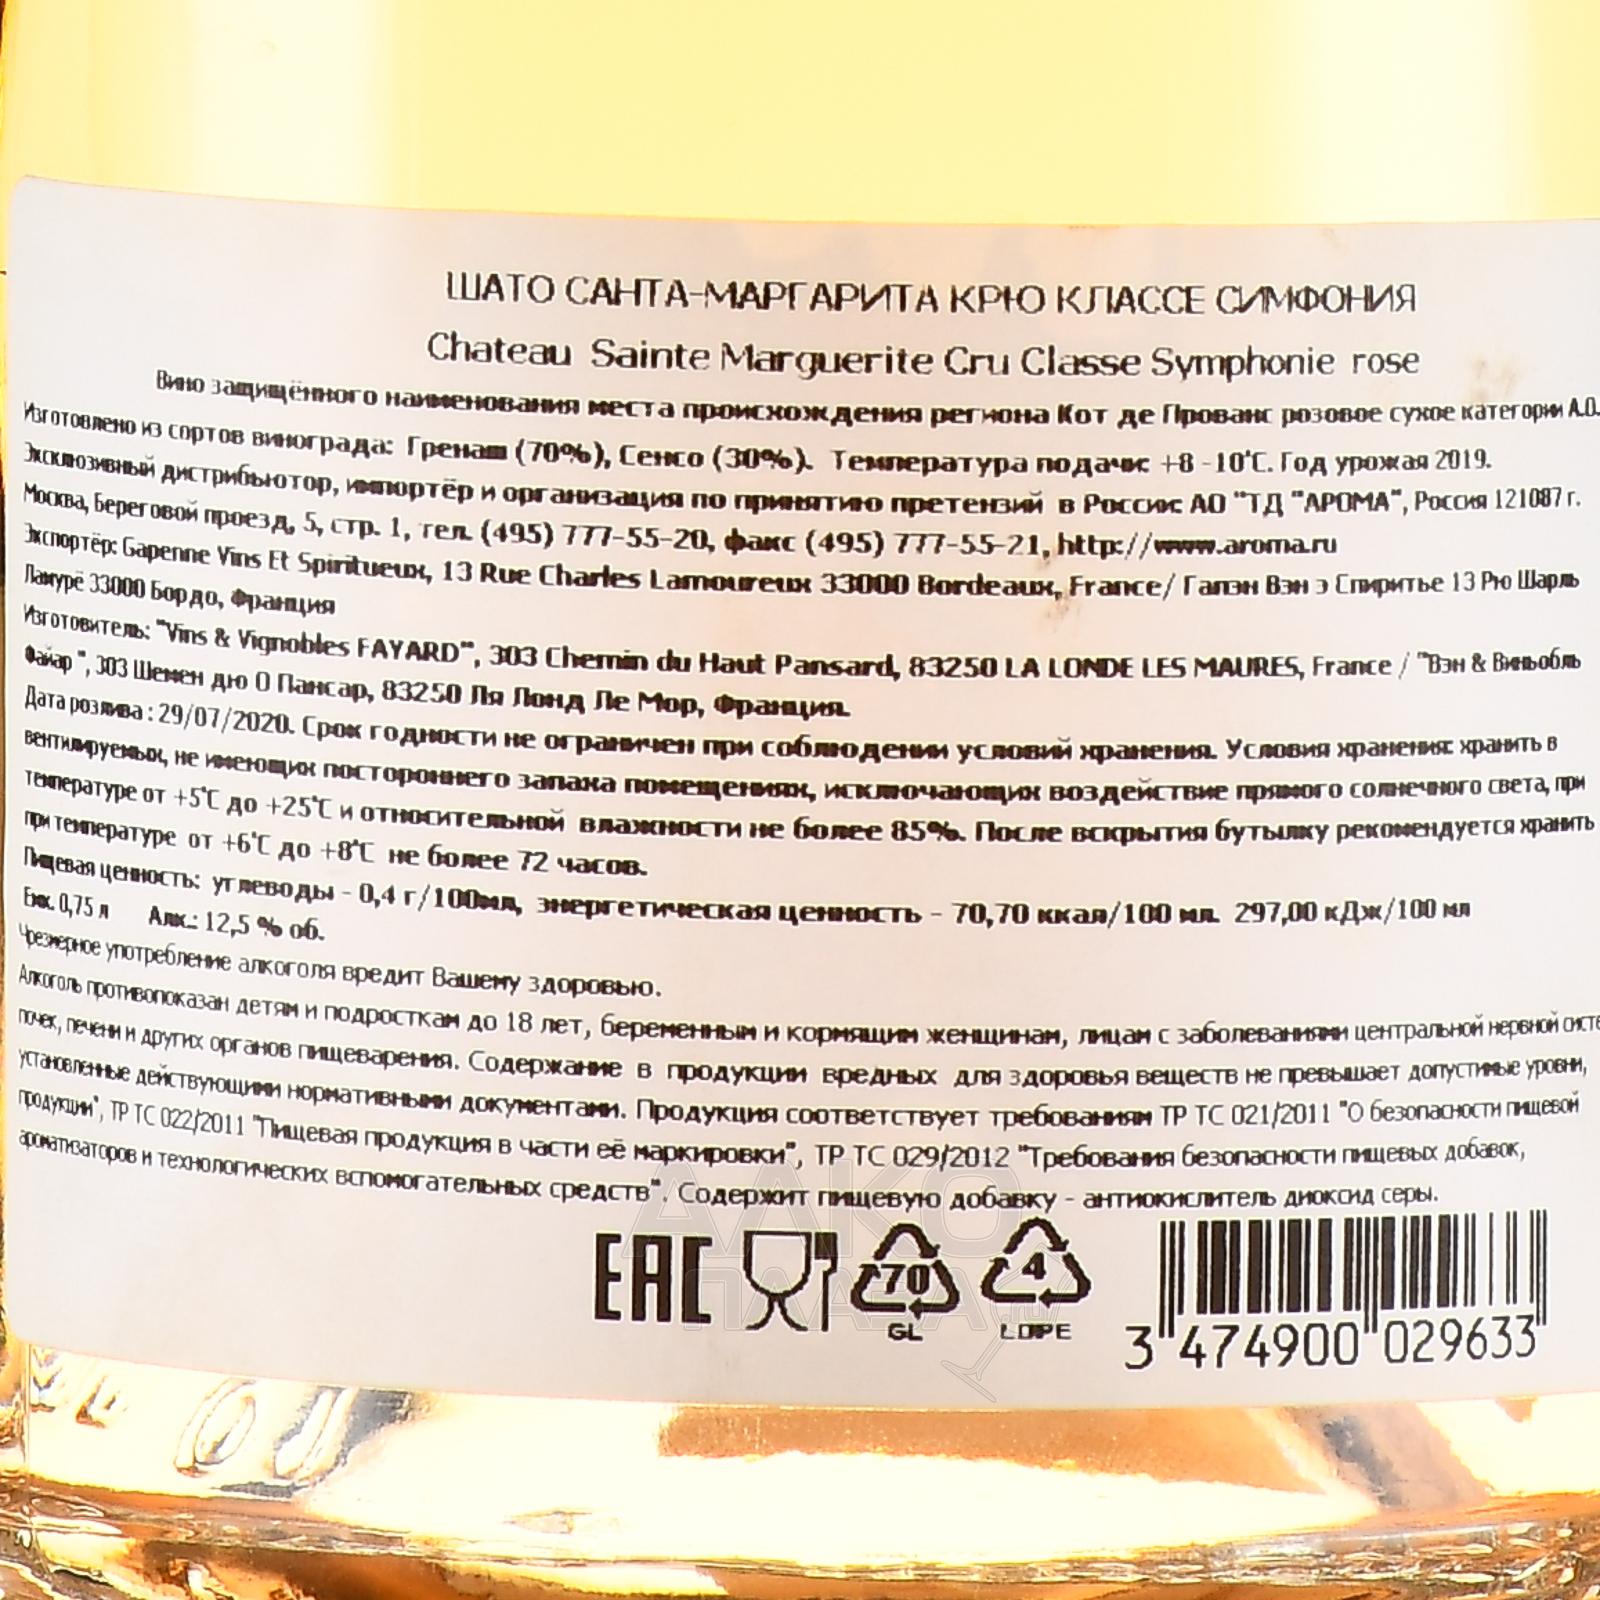 ШАТО САНТА-МАРГАРИТА КРЮ КЛАССЕ СИМФОНИЯ
Chateau Sainte Marguerite Cru Classe Symphonie rose
Вино защищённого наименования места происхождения региона Кот де Прованс розовое сухое категории А.О.
Изготовлено из сортов винограда: Гренаш (70%), Сенсо (30%). Температура подачи: +8 -10°С. Год урожая 2019.
Эксклюзивный дистрибьютор, импортёр и организация по принятию претензий в России: АО "ТД "АРОМА", Россия 121087 г.
Москва, Береговой проезд, 5, стр. 1, тел. (495) 777-55-20, факс (495) 777-55-21, http://www.aroma.ru
Экспортёр: Gapenne Vins Et Spiritueux, 13 Rue Charles Lamoureux 33000 Bordeaux, France/ Гапэн Вэн э Спиритье 13 Рю Шарль
Ламурё 33000 Бордо, Франция
Изготовитель: "Vins & Vignobles FAYARD", 303 Chemin du Haut Pansard, 83250 LA LONDE LES MAURES, France / "Вэн & Виньобль
Файар ", 303 Шемен дю О Пансар, 83250 Ля Лонд Ле Мор, Франция.
Дата розлива : 29/07/2020. Срок годности не ограничен при соблюдении условий хранения. Условия хранения: хранить в
вентилируемых, не имеющих постороннего запаха помещениях, исключающих воздействие прямого солнечного света, при
температуре от +5°С до +25°С и относительной влажности не более 85%. После вскрытия бутылку рекомендуется хранить
при температуре от +6°С до +8°С не более 72 часов.
Пищевая ценность: углеводы - 0,4 г/100мл, энергетическая ценность - 70,70 ккал/100 мл. 297,00 кДж/100 мл
Емк. 0,75 л Алк.: 12,5 % об.
Чрезмерное употребление алкоголя вредит Вашему здоровью.
Алкоголь противопоказан детям и подросткам до 18 лет, беременным и кормящим женщинам, лицам с заболеваниями центральной нервной систе
почек, печени и других органов пищеварения. Содержание в продукции вредных для здоровья веществ не превышает допустимые уровни,
установленные действующими нормативными документами. Продукция соответствует требованиям ТР ТС 021/2011 "О безопасности пищевой
продукции", ТР ТС 022/2011 "Пищевая продукция в части её маркировки", ТР ТС 029/2012 "Требования безопасности пищевых добавок,
ароматизаторов и технологических вспомогательных средств". Содержит пищевую добавку - антиокислитель диоксид серы.
EAC
70
GL
4
LDPE
3 474900 029633